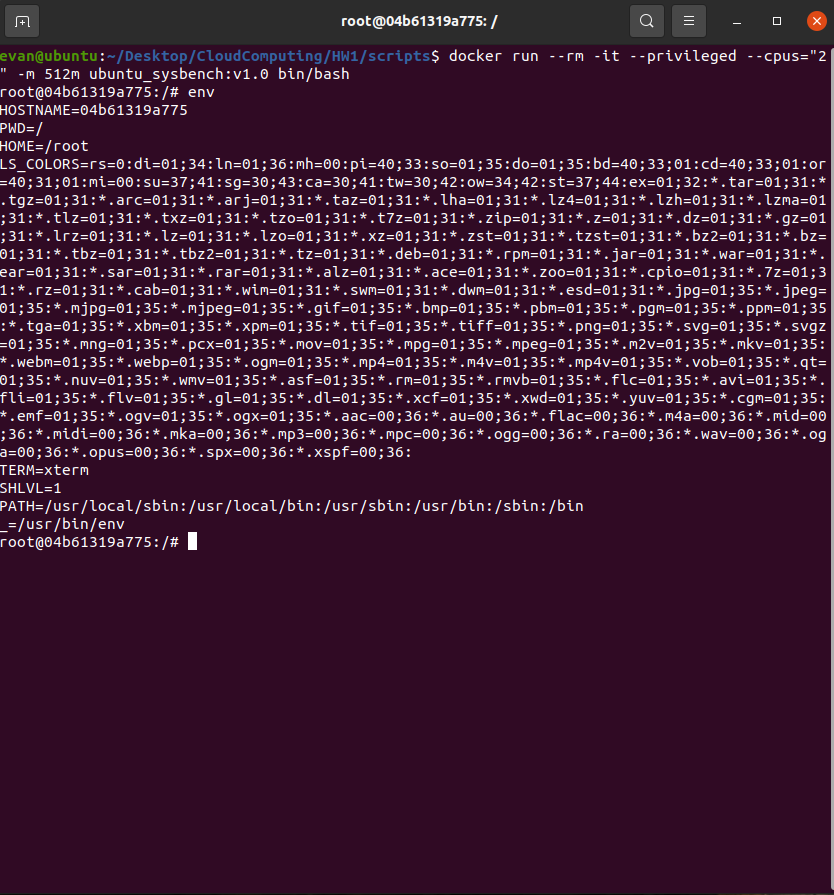 root@04b61319a775: /
evan@ubuntu:~/Desktop/CloudComputing/HW1/scripts$ docker run --rm -it --privileged --cpus="2
" -m 512m ubuntu_sysbench:v1.0 bin/bash
root@04b61319a775:/# env
HOSTNAME=04b61319a775
PWD=/
HOME=/root
LS_COLORS=rs=0:di=01;34:ln=01;36:mh=00:pi=40;33:so=01;35:do=01;35:bd=40;33;01:cd=40;33;01:or
=40;31;01:mi=00:su=37;41:sg=30;43:ca=30;41:tw=30;42:ow=34;42:st=37;44:ex=01;32:*.tar=01;31:*
.tgz=01;31:*.arc=01;31:*.arj=01;31:*.taz=01;31:*.lha=01;31:*.lz4=01;31:*.lzh=01;31:*.lzma=01
;31:*.tlz=01;31:*.txz=01;31:*.tzo=01;31:*.t7z=01;31:*.zip=01;31:*.z=01;31:*.dz=01;31:*.gz=01
;31:*.lrz=01;31:*.lz=01;31:*.lzo=01;31:*.xz=01;31:*.zst=01;31:*.tzst=01;31:*.bz2=01;31:*.bz=
01;31:*.tbz=01;31:*.tbz2=01;31:*.tz=01;31:*.deb=01;31:*.rpm=01;31:*.jar=01;31:*.war=01;31:*.
ear=01;31:*.sar=01;31:*.rar=01;31:*.alz=01;31:*.ace=01;31:*.zoo=01;31:*.cpio=01;31:*.7z=01;3
1:*.rz=01;31:*.cab=01;31:*.wim=01;31:*.swm=01;31:*.dwm=01;31:*.esd=01;31:*.jpg=01;35:*.jpeg=
01;35:*.mjpg=01;35:*.mjpeg=01;35:*.gif=01;35:*.bmp=01;35:*.pbm=01;35:*.pgm=01;35:*.ppm=01;35
:*.tga=01;35:*.xbm=01;35:*.xpm=01;35:*.tif=01;35:*.tiff=01;35:*.png=01;35:*.svg=01;35:*.svgz
=01;35:*.mng=01;35:*.pcx=01;35:*.mov=01;35:*.mpg=01;35:*.mpeg=01;35:*.m2v=01;35:*.mkv=01;35:
*.webm=01;35:*.webp=01;35:*.ogm=01;35:*.mp4=01;35:*.m4v=01;35:*.mp4v=01;35:*.vob=01;35:*.qt=
01;35:*.nuv=01;35:*.wmv=01;35:*.asf=01;35:*.rm=01;35:*.rmvb=01;35:*.flc=01;35:*.avi=01;35:*.
fli=01;35:*.flv=01;35:*.gl=01;35:*.dl=01;35:*.xcf=01;35:*.xwd=01;35:*.yuv=01;35:*.cgm=01;35:
*.emf=01;35:*.ogv=01;35:*.ogx=01;35:*.aac=00;36:*.au=00;36:*.flac=00;36:*.m4a=00;36:*.mid=00
;36:*.midi=00;36:*.mka=00;36:*.mp3=00;36:*.mpc=00;36:*.ogg=00;36:*.ra=00;36:*.wav=00;36:*.og
a=00;36:*.opus=00;36:*.spx=00;36:*.xspf=00;36:
TERM=xterm
SHLVL=1
PATH=/usr/local/sbin:/usr/local/bin:/usr/sbin:/usr/bin:/sbin:/bin
_=/usr/bin/env
root@04b61319a775:/#